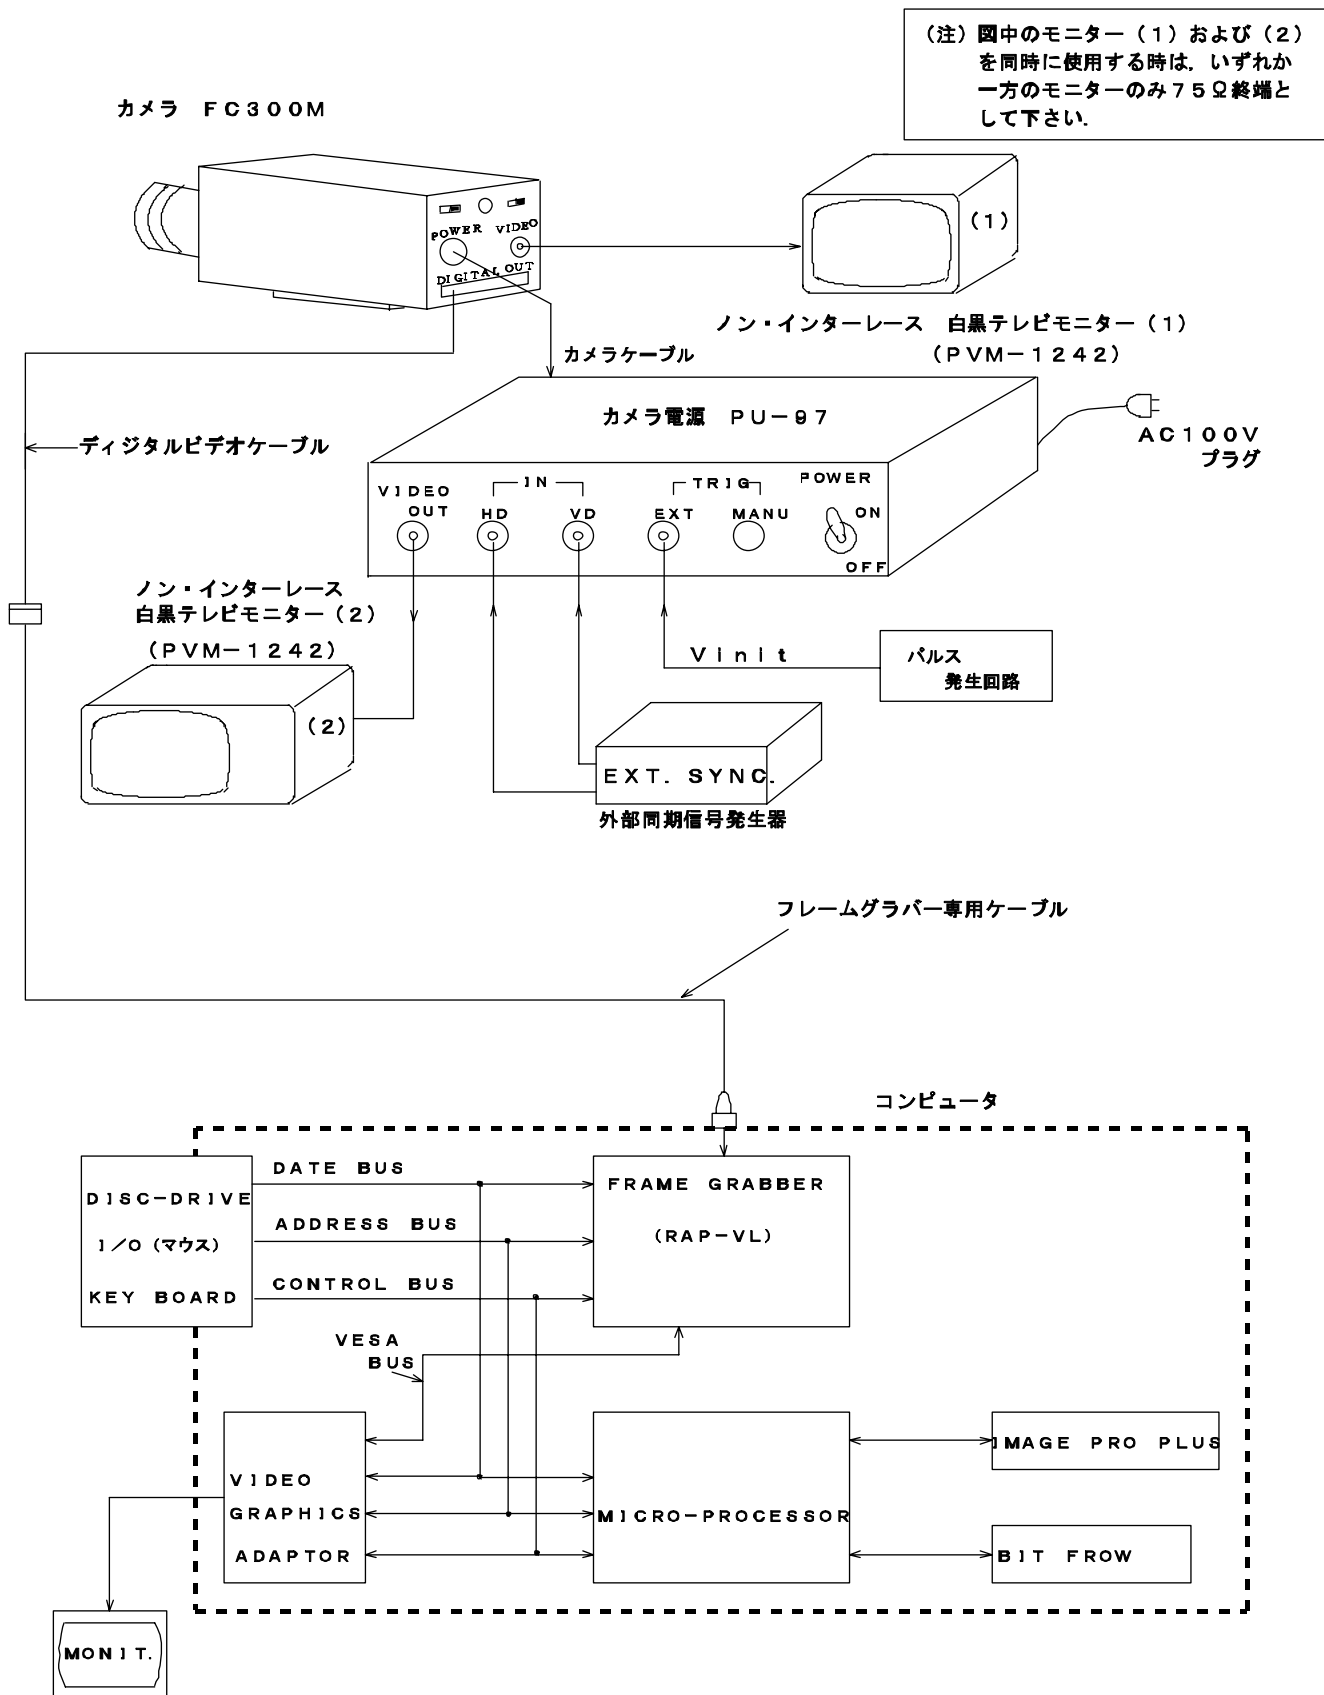 (注) 図中のモニター(1)および(2)
を同時に使用する時は,いずれか
一方のモニターのみ75Ω終端と
して下さい.
カメラ FC300M
POWER VIDEO
DIGITAL OUT
(1)
ノン・インターレース 白黒テレビモニター(1)
(PVM-1242)
カメラケーブル
カメラ電源 PU-97
AC100V
プラグ
ディジタルビデオケーブル
VIDEO
OUT
IN
HD
VD
TRIG
EXT
MANU
POWER
ON
OFF
ノン・インターレース
白黒テレビモニター(2)
(PVM-1242)
(2)
Vinit
パルス
発生回路
EXT. SYNC.
外部同期信号発生器
フレームグラバー専用ケーブル
コンピュータ
DISC-DRIVE
I/O(マウス)
KEY BOARD
DATE BUS
ADDRESS BUS
CONTROL BUS
FRAME GRABBER
(RAP-VL)
VESA
BUS
VIDEO
GRAPHICS
ADAPTOR
MICRO-PROCESSOR
IMAGE PRO PLUS
BIT FROW
MONIT.